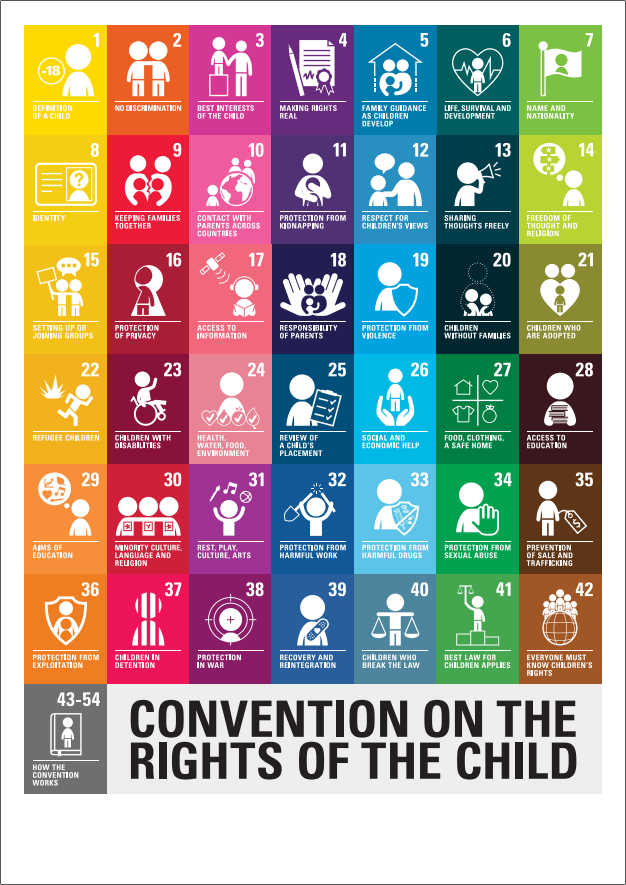 1
-18
DEFINITION
OF A CHILD
2
NO DISCRIMINATION
3
BEST INTERESTS
OF THE CHILD
4
MAKING RIGHTS
REAL
5
FAMILY GUIDANCE
AS CHILDREN
DEVELOP
6
LIFE, SURVIVAL AND
DEVELOPMENT
7
NAME AND
NATIONALITY
8
?
IDENTITY
9
KEEPING FAMILIES
TOGETHER
10
CONTACT WITH
PARENTS ACROSS
COUNTRIES
11
PROTECTION FROM
KIDNAPPING
12
RESPECT FOR
CHILDREN'S VIEWS
13
SHARING
THOUGHTS FREELY
14
FREEDOM OF
THOUGHT AND
RELIGION
15
SETTING UP OR
JOINING GROUPS
16
PROTECTION
OF PRIVACY
17
ACCESS TO
INFORMATION
18
RESPONSIBILITY
OF PARENTS
19
PROTECTION FROM
VIOLENCE
20
CHILDREN
WITHOUT FAMILIES
21
CHILDREN WHO
ARE ADOPTED
22
REFUGEE CHILDREN
23
CHILDREN WITH
DISABILITIES
24
HEALTH,
WATER, FOOD,
ENVIRONMENT
25
REVIEW OF
A CHILD'S
PLACEMENT
26
SOCIAL AND
ECONOMIC HELP
27
FOOD, CLOTHING,
A SAFE HOME
28
ACCESS TO
EDUCATION
29
AIMS OF
EDUCATION
30
MINORITY CULTURE,
LANGUAGE AND
RELIGION
31
REST, PLAY,
CULTURE, ARTS
32
PROTECTION FROM
HARMFUL WORK
33
PROTECTION FROM
HARMFUL DRUGS
34
PROTECTION FROM
SEXUAL ABUSE
35
$
PREVENTION
OF SALE AND
TRAFFICKING
36
PROTECTION FROM
EXPLOITATION
37
CHILDREN IN
DETENTION
38
PROTECTION
IN WAR
39
RECOVERY AND
REINTEGRATION
40
CHILDREN WHO
BREAK THE LAW
41
BEST LAW FOR
CHILDREN APPLIES
42
EVERYONE MUST
KNOW CHILDREN'S
RIGHTS
43-54
HOW THE
CONVENTION
WORKS
CONVENTION ON THE
RIGHTS OF THE CHILD